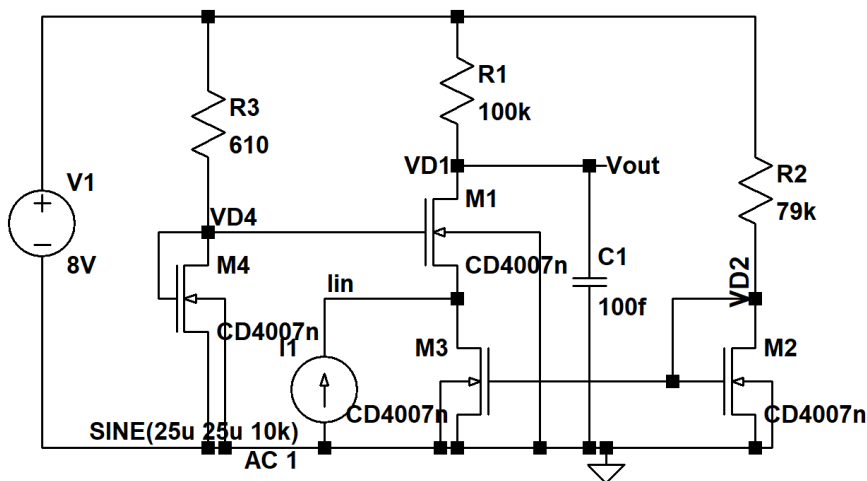 R3
610
R1
100k
V1
8V
VD4
VD1
Vout
R2
79k
M1
M4
CD4007n
CD4007n
C1
100f
VD2
Iin
I1
M3
CD4007n
M2
CD4007n
SINE(25u 25u 10k)
AC 1